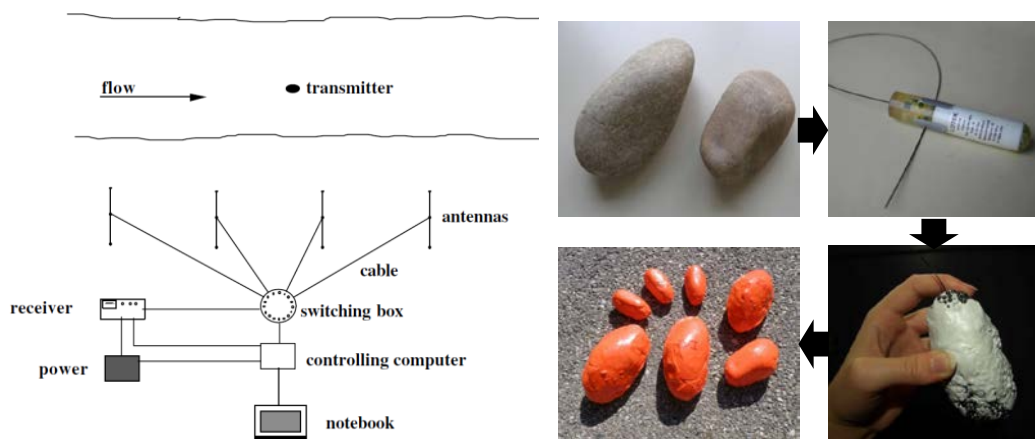 flow
transmitter
antennas
cable
receiver
switching box
controlling computer
power
notebook